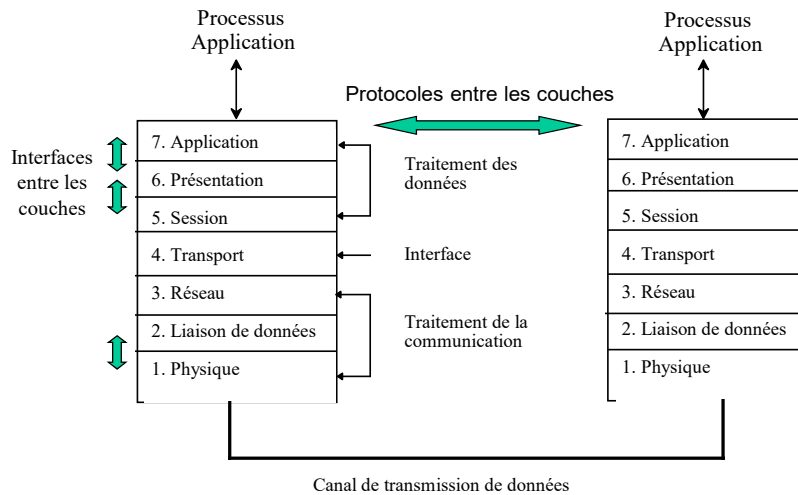 Processus
Application
Processus
Application
Protocoles entre les couches
Interfaces
entre les
couches
7. Application
6. Présentation
5. Session
4. Transport
3. Réseau
2. Liaison de données
1. Physique
Traitement des
données
Interface
Traitement de la
communication
7. Application
6. Présentation
5. Session
4. Transport
3. Réseau
2. Liaison de données
1. Physique
Canal de transmission de données